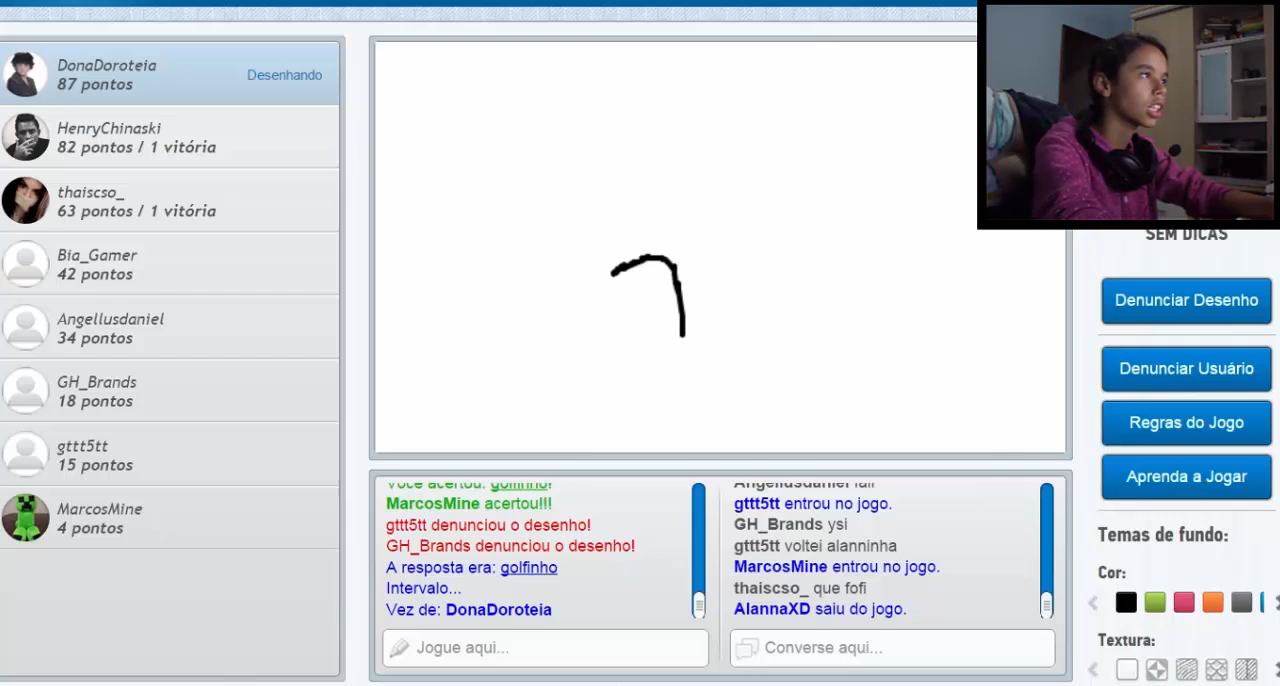 DonaDoroteia
87 pontos
Desenhando
HenryChinaski
82 pontos / 1 vitória
thaiscso_
63 pontos / 1 vitória
Bia_Gamer
42 pontos
Angellusdaniel
34 pontos
GH_Brands
18 pontos
gttt5tt
15 pontos
MarcosMine
4 pontos
Você acertou: golfinho!
MarcosMine acertou!!!
gttt5tt denunciou o desenho!
GH_Brands denunciou o desenho!
A resposta era: golfinho
Intervalo...
Vez de: DonaDoroteia
Jogue aqui...
Angellusdaniel
gttt5tt entrou no jogo.
GH_Brands ysi
gttt5tt voltei alanninha
MarcosMine entrou no jogo.
thaiscso_ que fofi
AlannaXD saiu do jogo.
Converse aqui...
SEM DICAS
Denunciar Desenho
Denunciar Usuário
Regras do Jogo
Aprenda a Jogar
Temas de fundo:
Cor:
Textura: